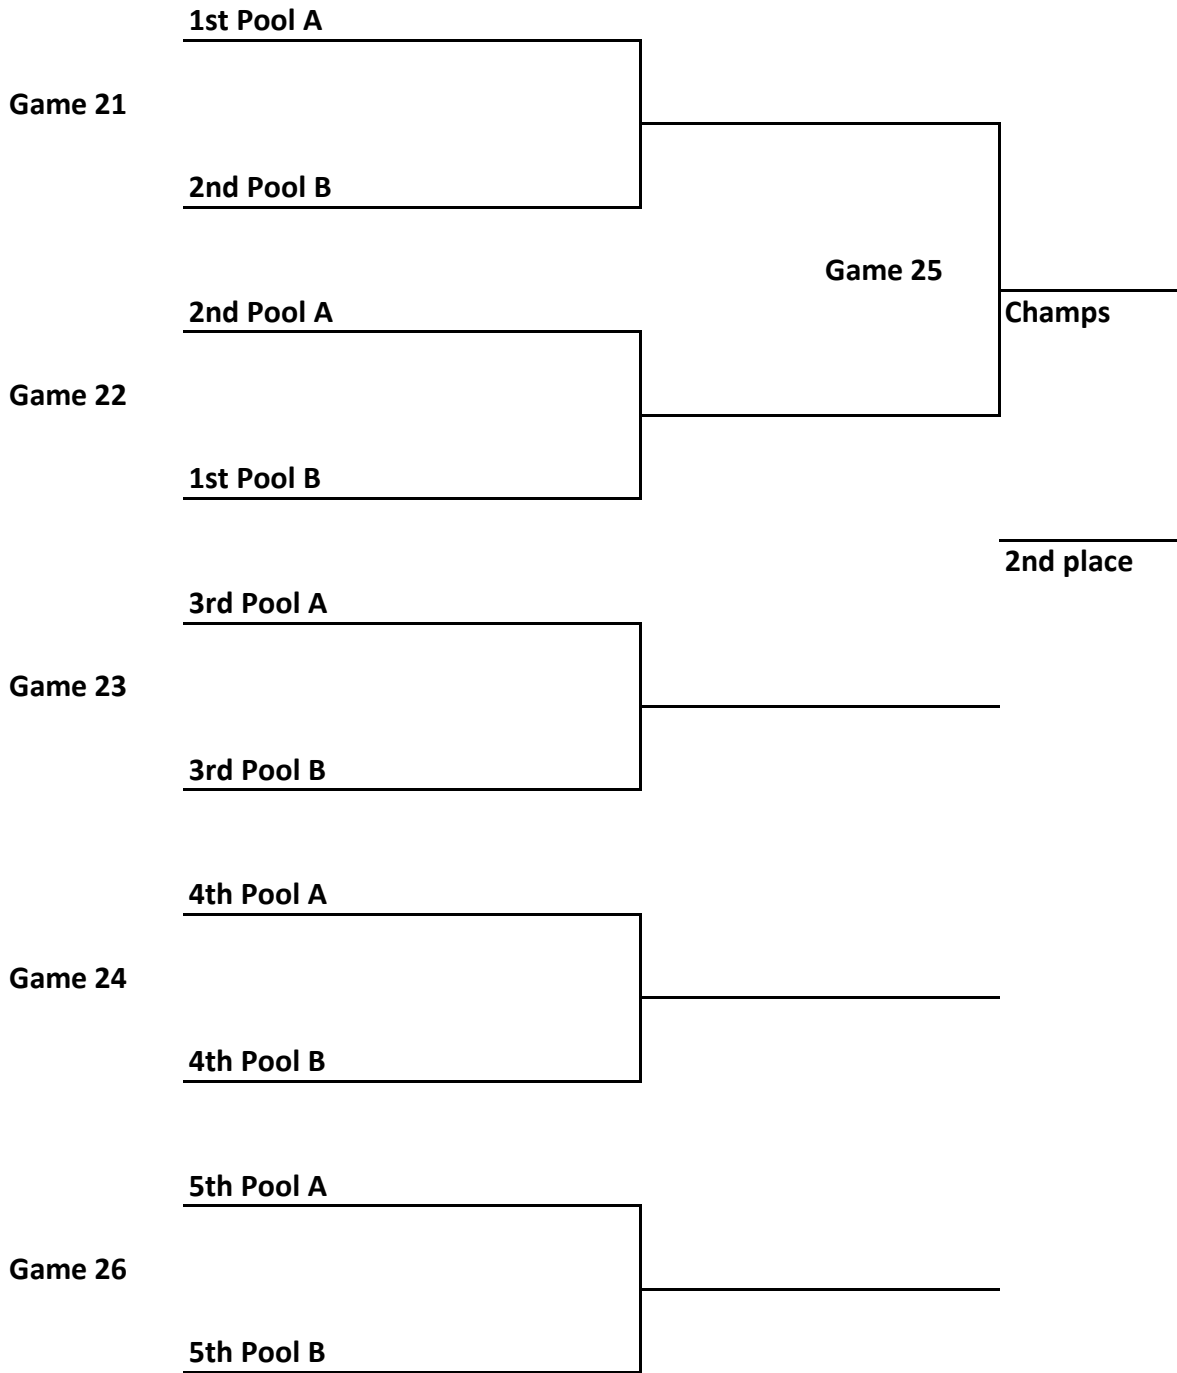 1st Pool A
Game 21
2nd Pool B
Game 25
2nd Pool A
Champs
Game 22
1st Pool B
2nd place
3rd Pool A
Game 23
3rd Pool B
4th Pool A
Game 24
4th Pool B
5th Pool A
Game 26
5th Pool B